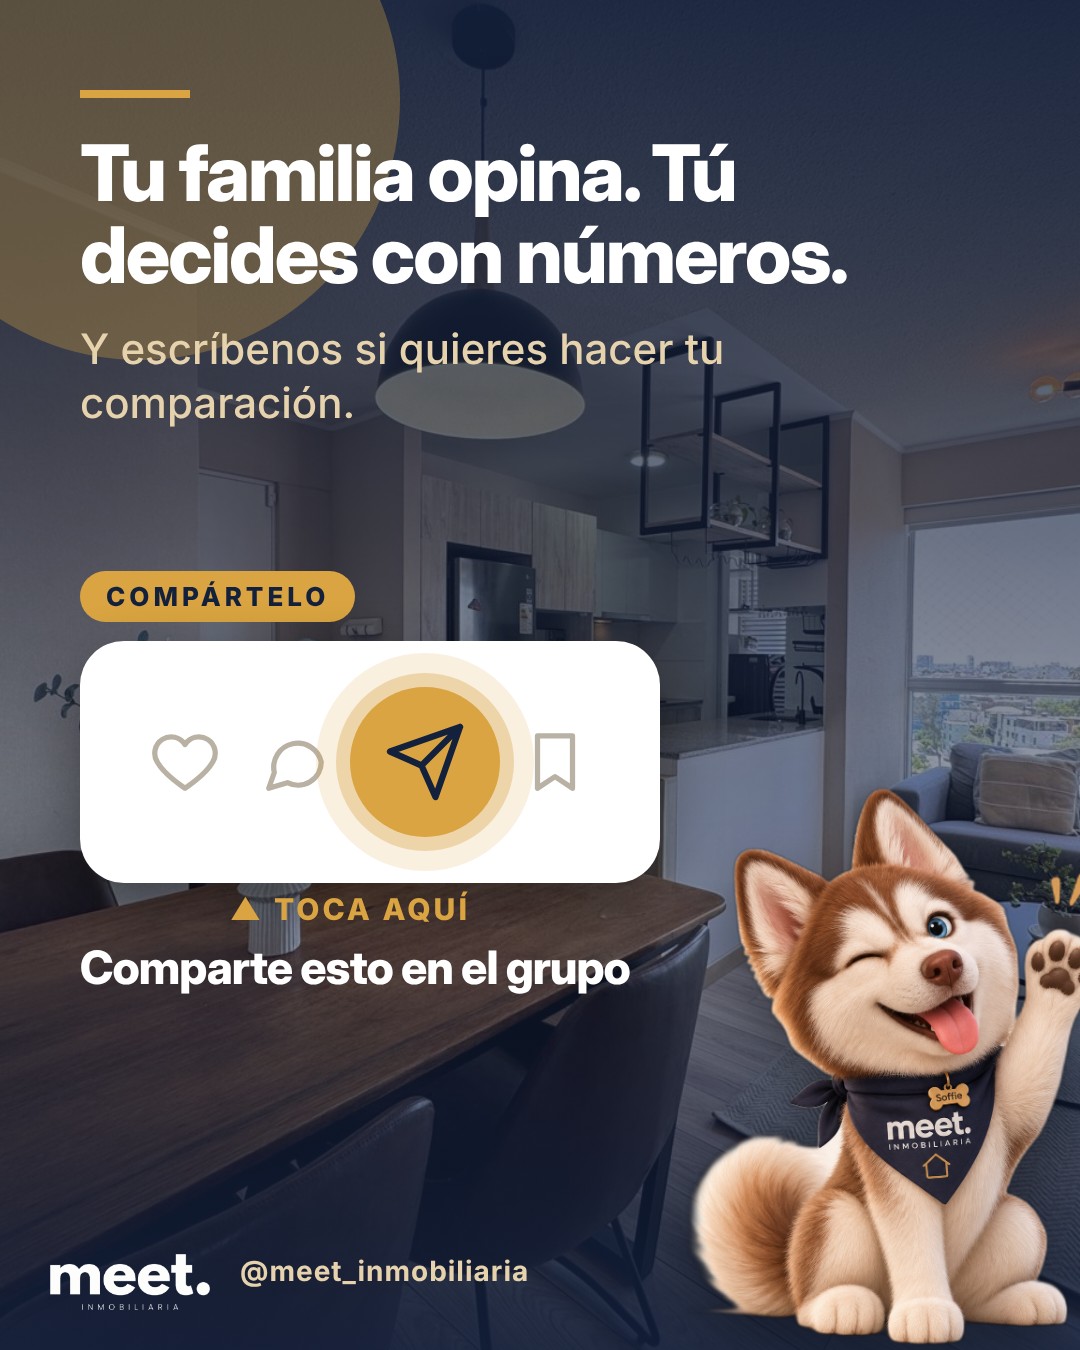 Tu familia opina. Tú
decides con números.
Y escríbenos si quieres hacer tu
comparación.
COMPÁRTELO
TOCA AQUÍ
Comparte esto en el grupo
Soffie
meet.
INMOBILIARIA
meet.
INMOBILIARIA
@meet_inmobiliaria